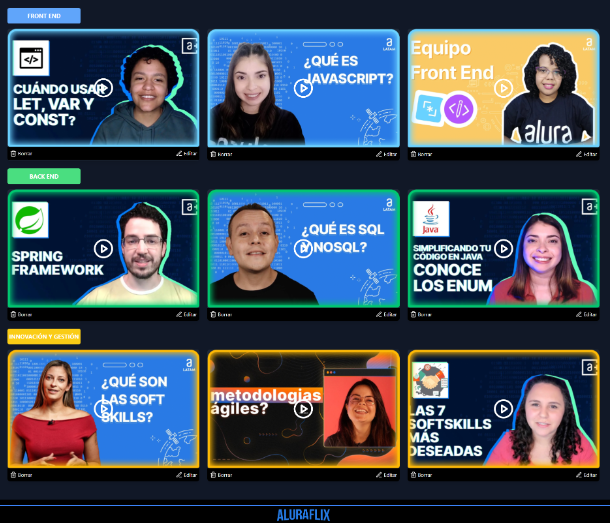 FRONT END
CUÁNDO USAR
LET, VAR Y
CONST?
¿QUÉ ES
JAVASCRIPT?
Equipo
Front End
alura
Borrar
Editar
Borrar
Editar
Borrar
Editar
BACK END
SPRING
FRAMEWORK
¿QUÉ ES SQL
Y NOSQL?
Java
SIMPLIFICANDO TU
CÓDIGO EN JAVA
CONOCE
LOS ENUM
Borrar
Editar
Borrar
Editar
Borrar
Editar
INNOVACIÓN Y GESTIÓN
¿QUÉ SON
LAS SOFT
SKILLS?
metodologias
ágiles?
LAS 7
SOFTSKILLS
MÁS
DESEADAS
Borrar
Editar
Borrar
Editar
Borrar
Editar
ALURAFLIX